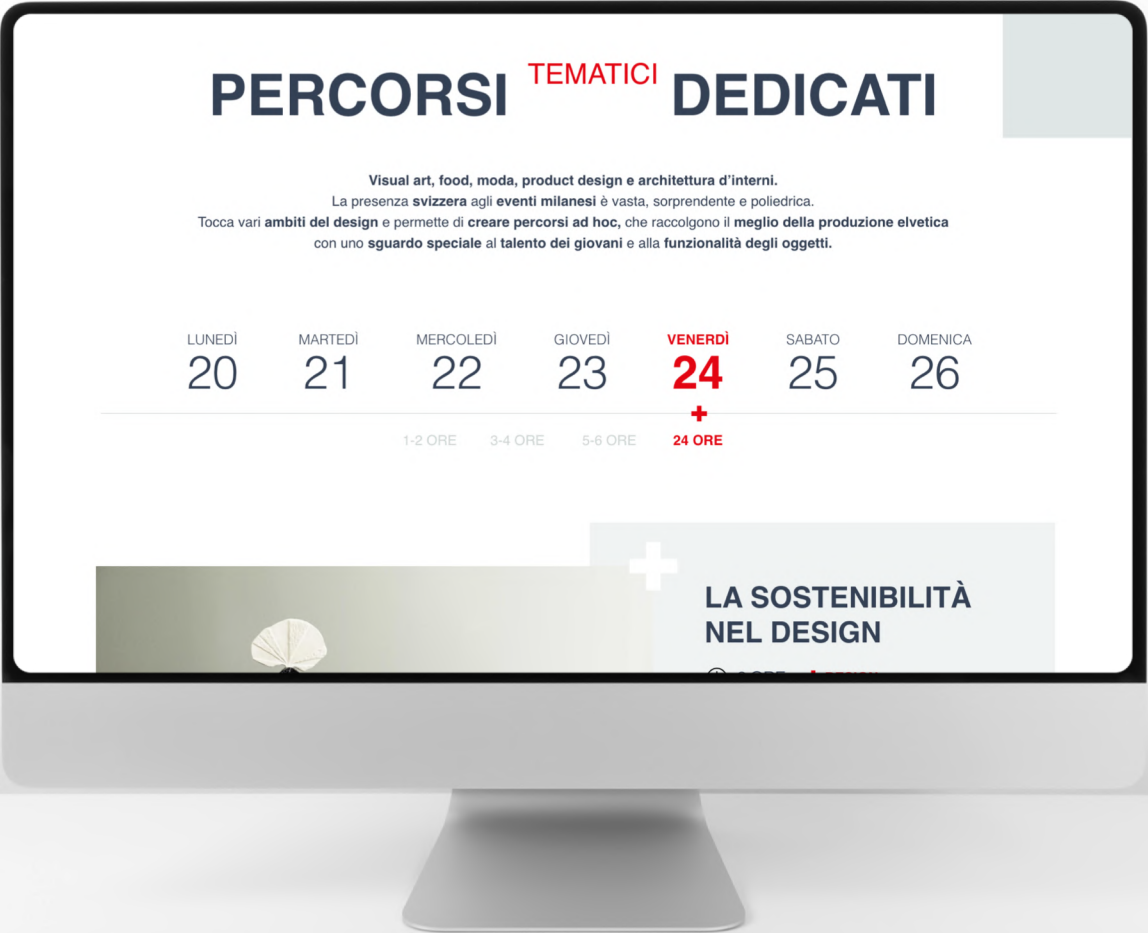 PERCORSI TEMATICI DEDICATI
Visual art, food, moda, product design e architettura d’interni.
La presenza svizzera agli eventi milanesi è vasta, sorprendente e poliedrica.
Tocca vari ambiti del design e permette di creare percorsi ad hoc, che raccolgono il meglio della produzione elvetica
con uno sguardo speciale al talento dei giovani e alla funzionalità degli oggetti.
LUNEDÌ MARTEDÌ MERCOLEDÌ GIOVEDÌ VENERDÌ SABATO DOMENICA
20 21 22 23 24 25 26
1-2 ORE 3-4 ORE 5-6 ORE 24 ORE
LA SOSTENIBILITÀ
NEL DESIGN